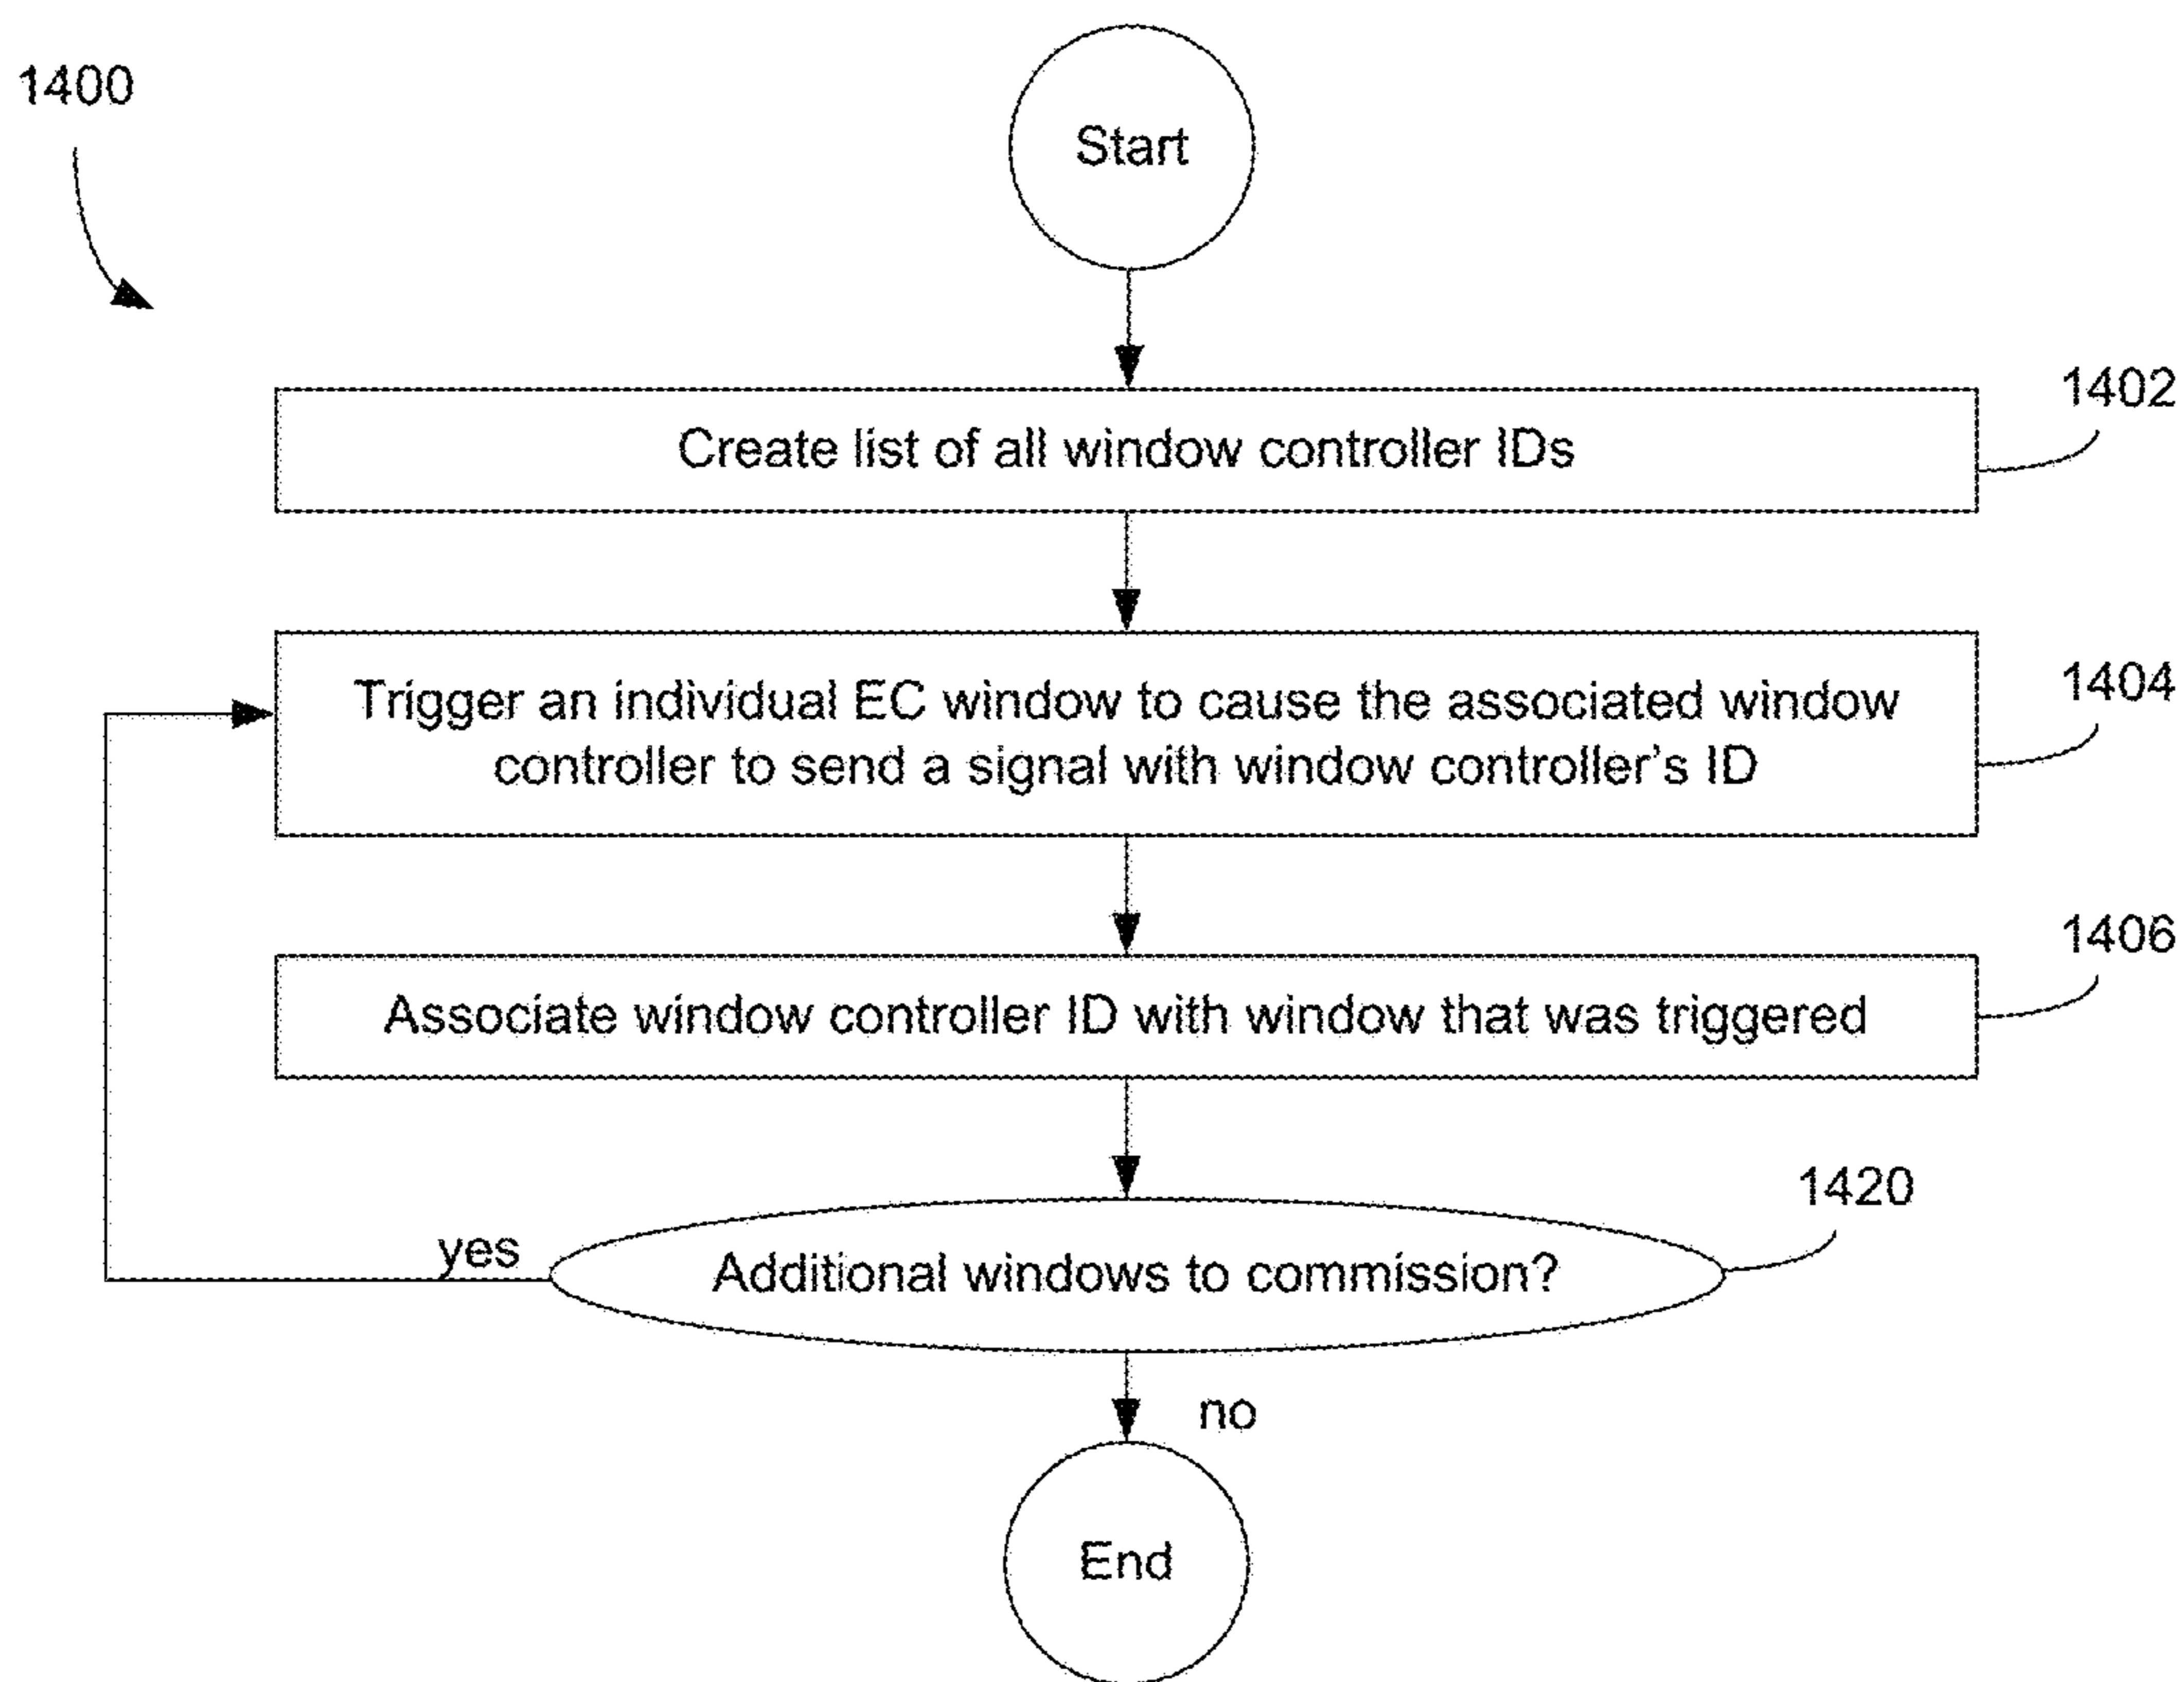 1400
Start
1402
Create list of all window controller IDs
1404
Trigger an individual EC window to cause the associated window
controller to send a signal with window controller's ID
1406
Associate window controller ID with window that was triggered
1420
yes
Additional windows to commission?
no
End